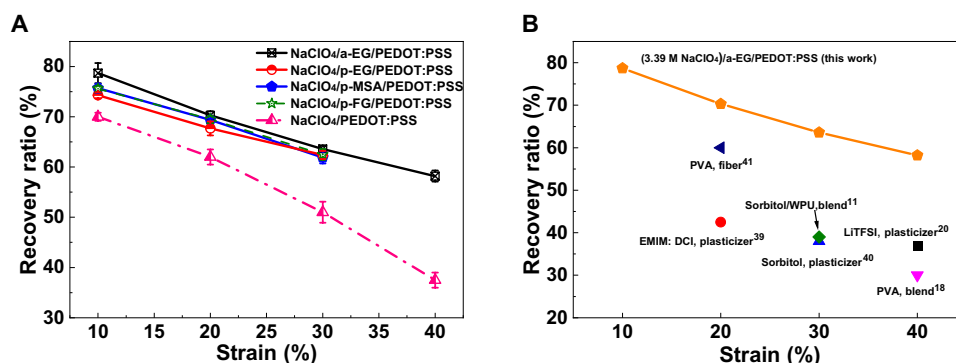 A
Recovery ratio (%)
80
70
60
50
40
30
NaClO₄/a-EG/PEDOT:PSS
NaClO₄/p-EG/PEDOT:PSS
NaClO₄/p-MSA/PEDOT:PSS
NaClO₄/p-FG/PEDOT:PSS
NaClO₄/PEDOT:PSS
10 15 20 25 30 35 40
Strain (%)
B
Recovery ratio (%)
80
70
60
50
40
30
20
(3.39 M NaClO₄)/a-EG/PEDOT:PSS (this work)
PVA, fiber⁴¹
Sorbitol/WPU,blend¹¹
EMIM: DCI, plasticizer³⁹
LiTFSI, plasticizer²⁰
Sorbitol, plasticizer⁴⁰
PVA, blend¹⁸
10 20 30 40
Strain (%)